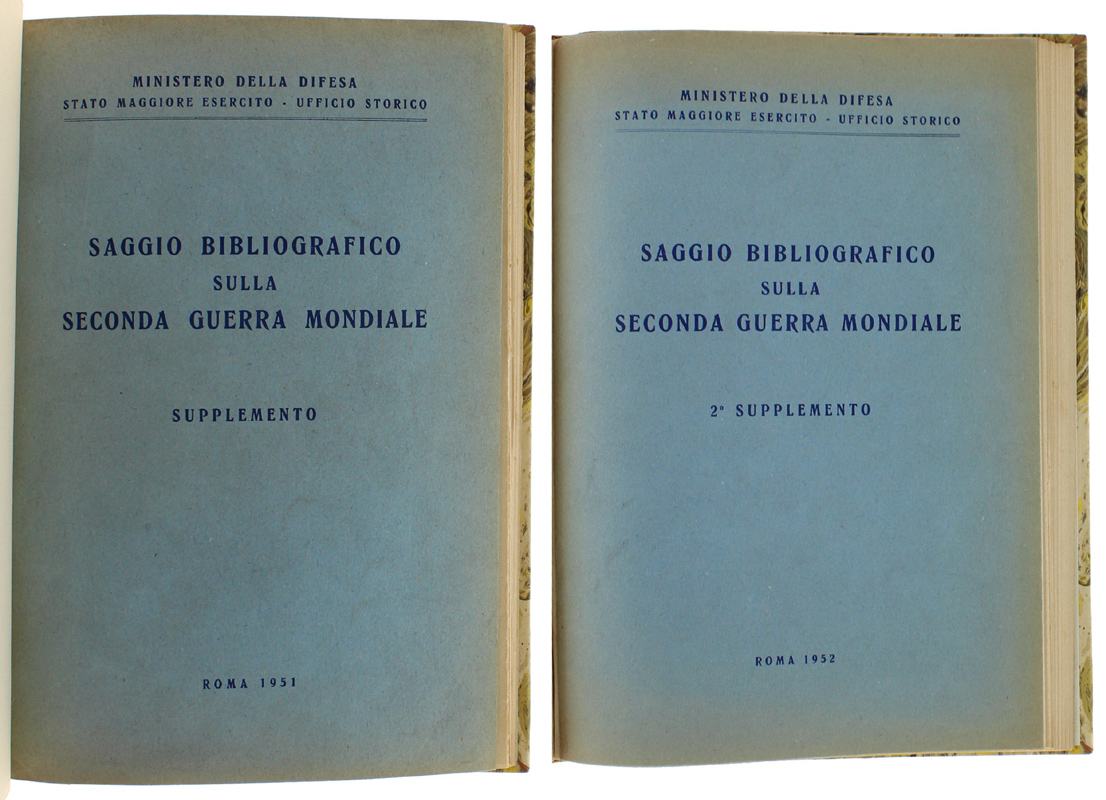 MINISTERO DELLA DIFESA
STATO MAGGIORE ESERCITO - UFFICIO STORICO
SAGGIO BIBLIOGRAFICO
SULLA
SECONDA GUERRA MONDIALE
SUPPLEMENTO
ROMA 1951
MINISTERO DELLA DIFESA
STATO MAGGIORE ESERCITO - UFFICIO STORICO
SAGGIO BIBLIOGRAFICO
SULLA
SECONDA GUERRA MONDIALE
2º SUPPLEMENTO
ROMA 1952